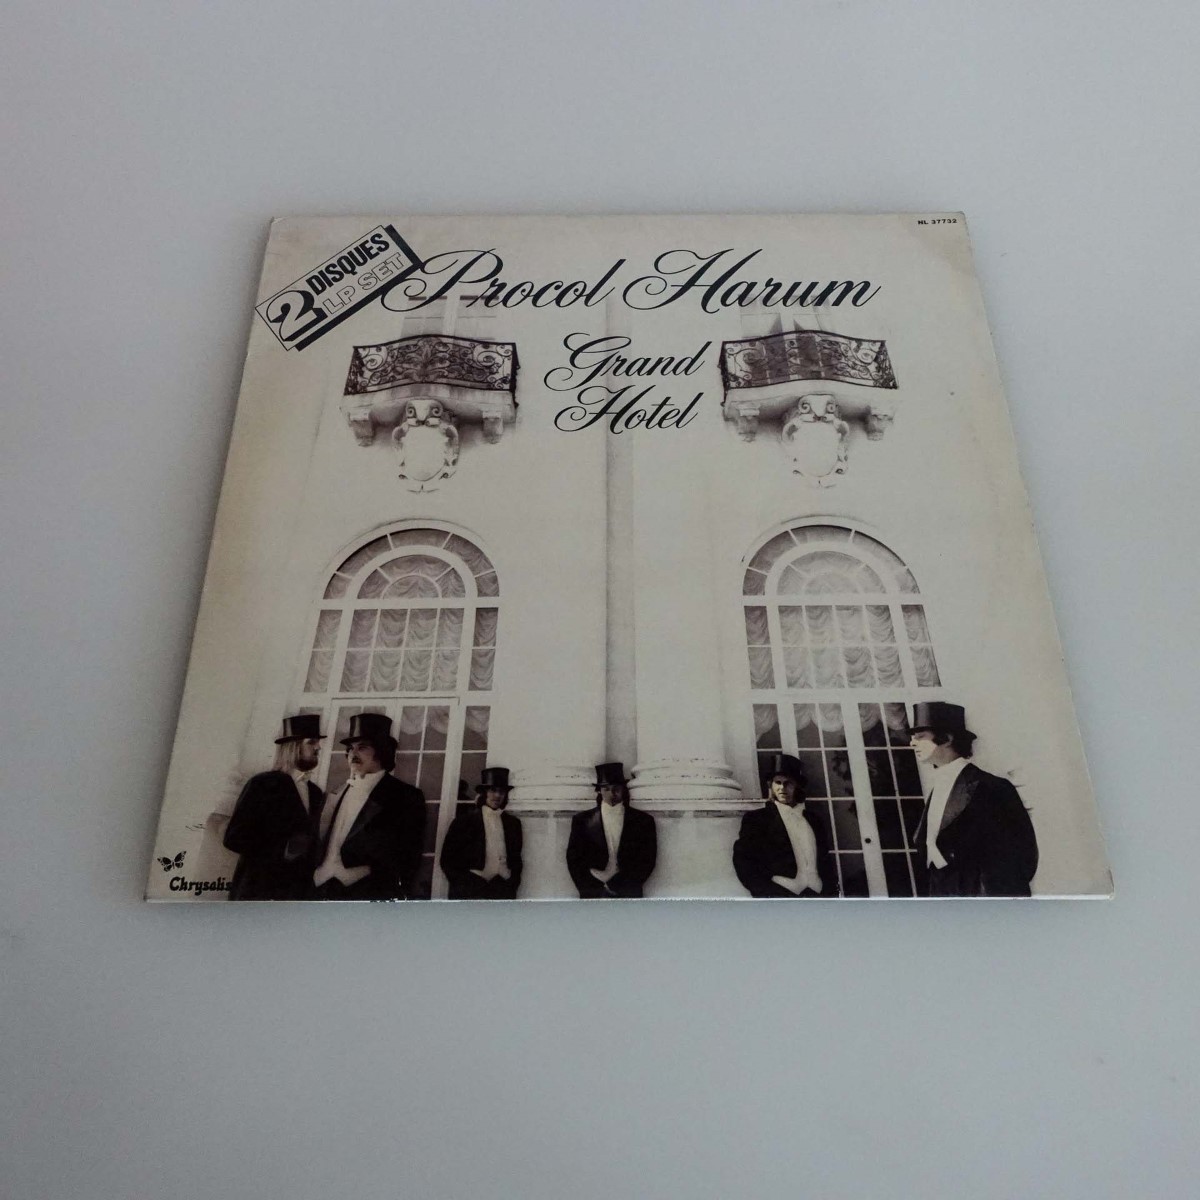 NL 37732
2 DISQUES
LP SET
Procol Harum
Grand
Hotel
Chrysalis